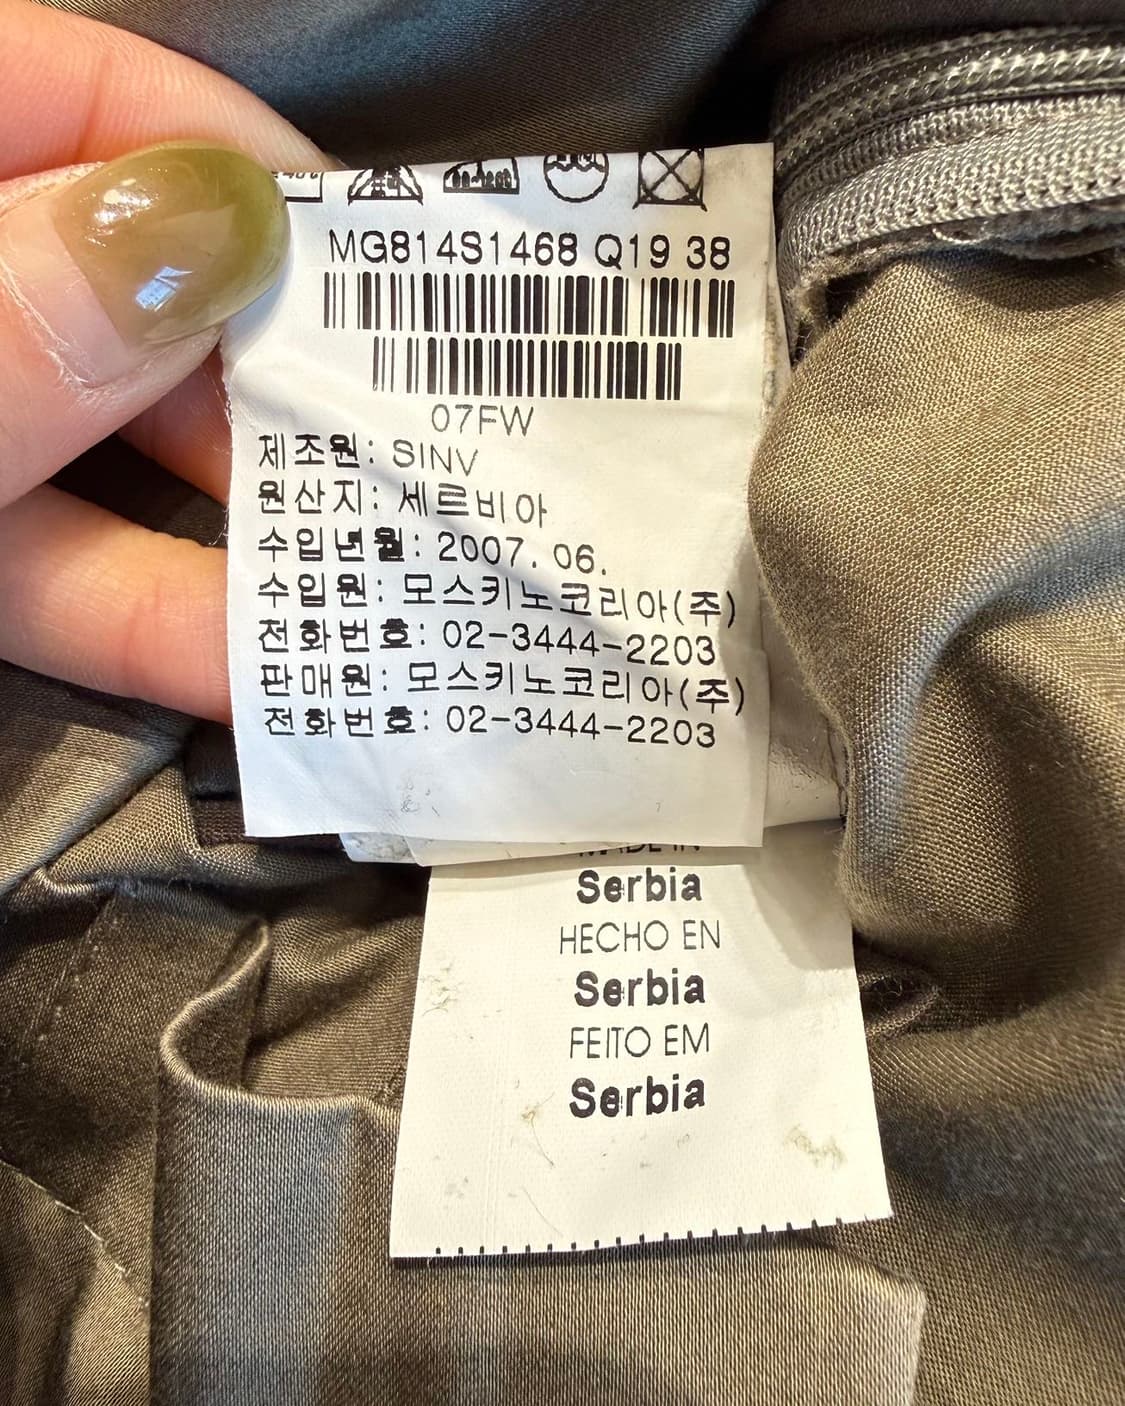 MG814S1468 Q19 38
07FW
제조원: SINV
원산지: 세르비아
수입년월: 2007. 06.
수입원: 모스키노코리아(주)
전화번호: 02-3444-2203
판매원: 모스키노코리아(주)
전화번호: 02-3444-2203
MADE IN
Serbia
HECHO EN
Serbia
FEITO EM
Serbia